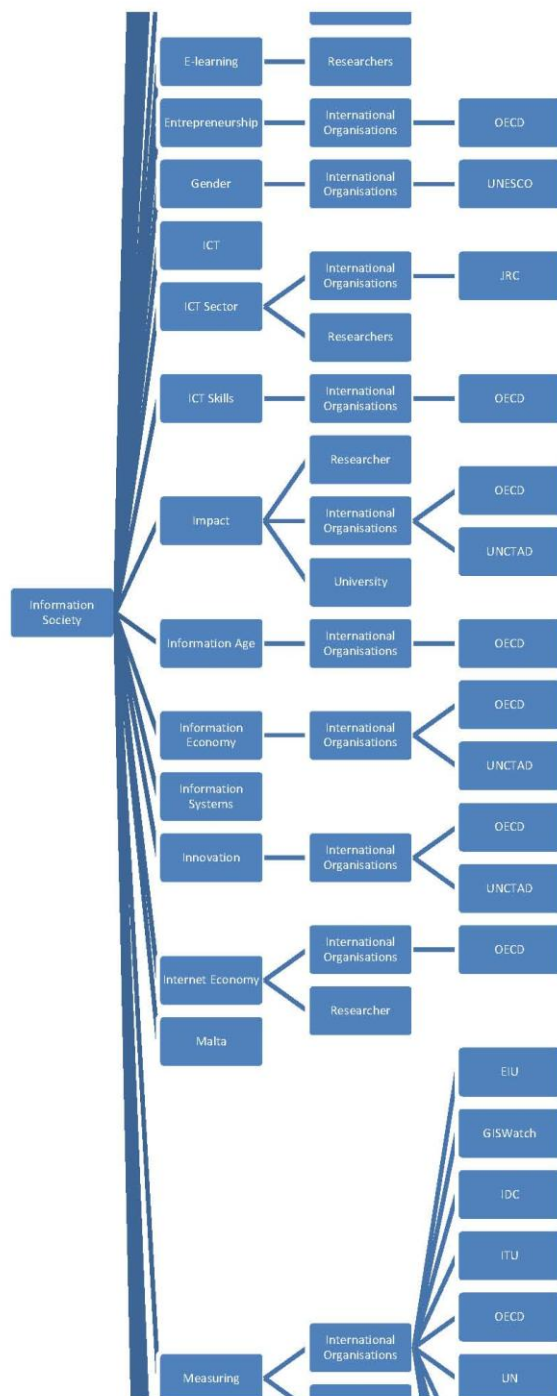 E-learning
Researchers
Entrepreneurship
International
Organisations
OECD
Gender
International
Organisations
UNESCO
ICT
ICT Sector
International
Organisations
JRC
Researchers
ICT Skills
International
Organisations
OECD
Impact
Researcher
International
Organisations
OECD
UNCTAD
University
Information
Society
Information Age
International
Organisations
OECD
Information
Economy
International
Organisations
OECD
UNCTAD
Information
Systems
Innovation
International
Organisations
OECD
UNCTAD
Internet Economy
International
Organisations
OECD
Researcher
Malta
EIU
GISWatch
IDC
ITU
OECD
Measuring
International
Organisations
UN